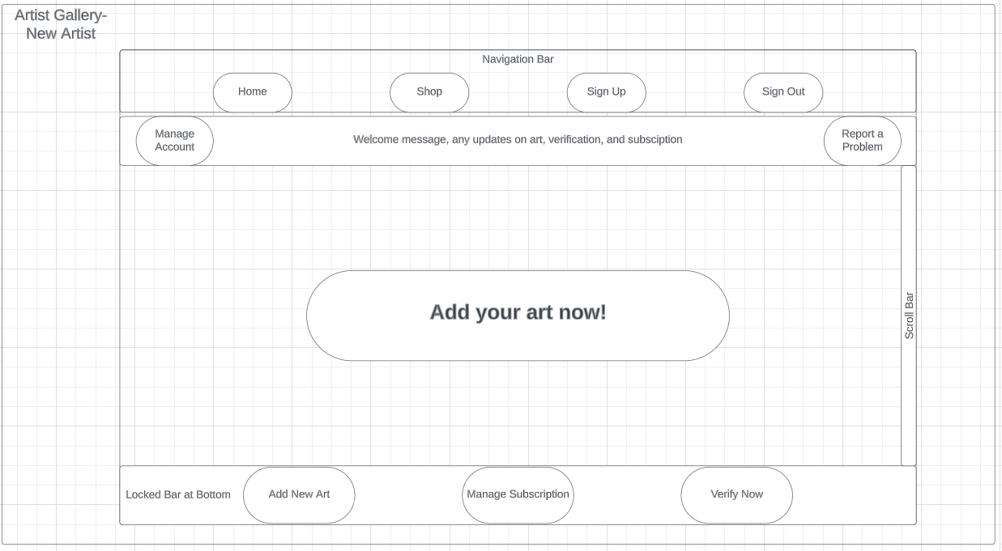 Artist Gallery-
New Artist
Navigation Bar
Home
Shop
Sign Up
Sign Out
Manage
Account
Welcome message, any updates on art, verification, and subsciption
Report a
Problem
Add your art now!
Scroll Bar
Locked Bar at Bottom
Add New Art
Manage Subscription
Verify Now